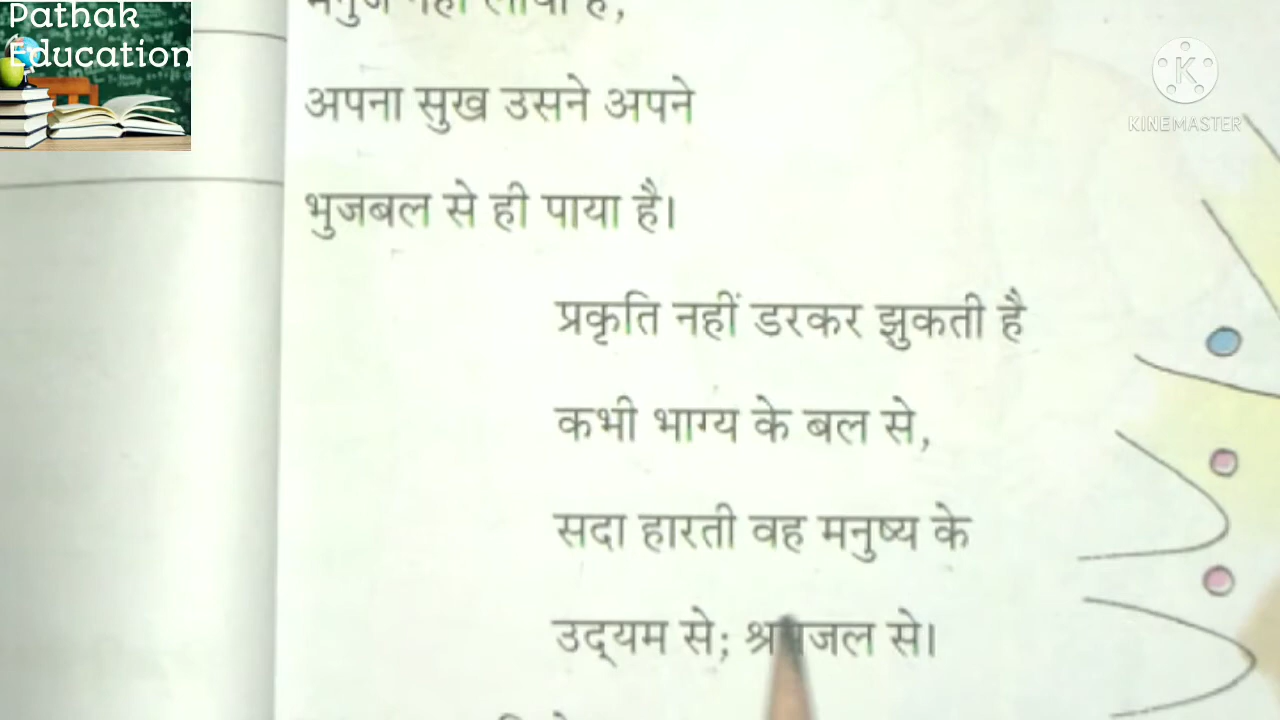 Pathak
Education
KINEMASTER
अपना सुख उसने अपने
भुजबल से ही पाया है।
प्रकृति नहीं डरकर झुकती है
कभी भाग्य के बल से,
सदा हारती वह मनुष्य के
उद्यम से; श्रमजल से।